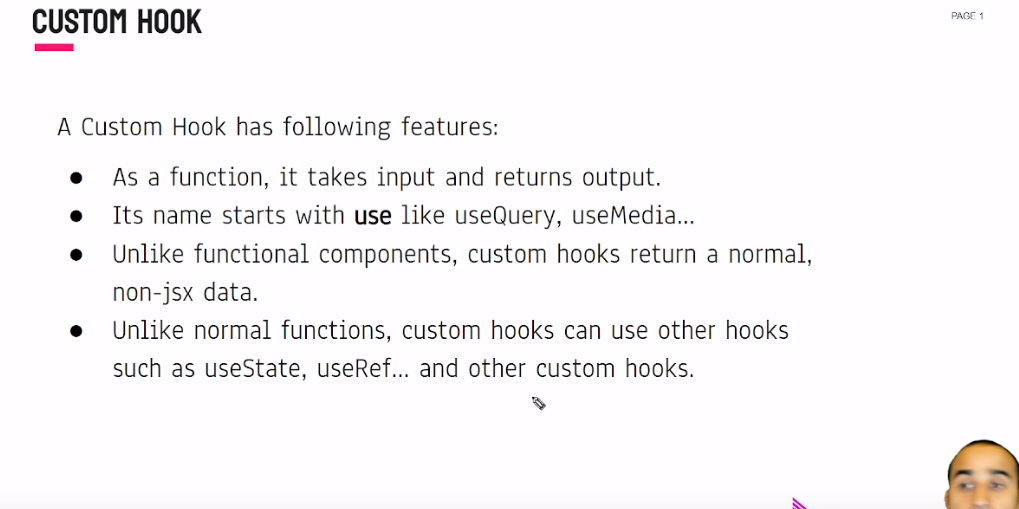 CUSTOM HOOK
PAGE 1
A Custom Hook has following features:
● As a function, it takes input and returns output.
● Its name starts with use like useQuery, useMedia...
● Unlike functional components, custom hooks return a normal,
non-jsx data.
● Unlike normal functions, custom hooks can use other hooks
such as useState, useRef... and other custom hooks.